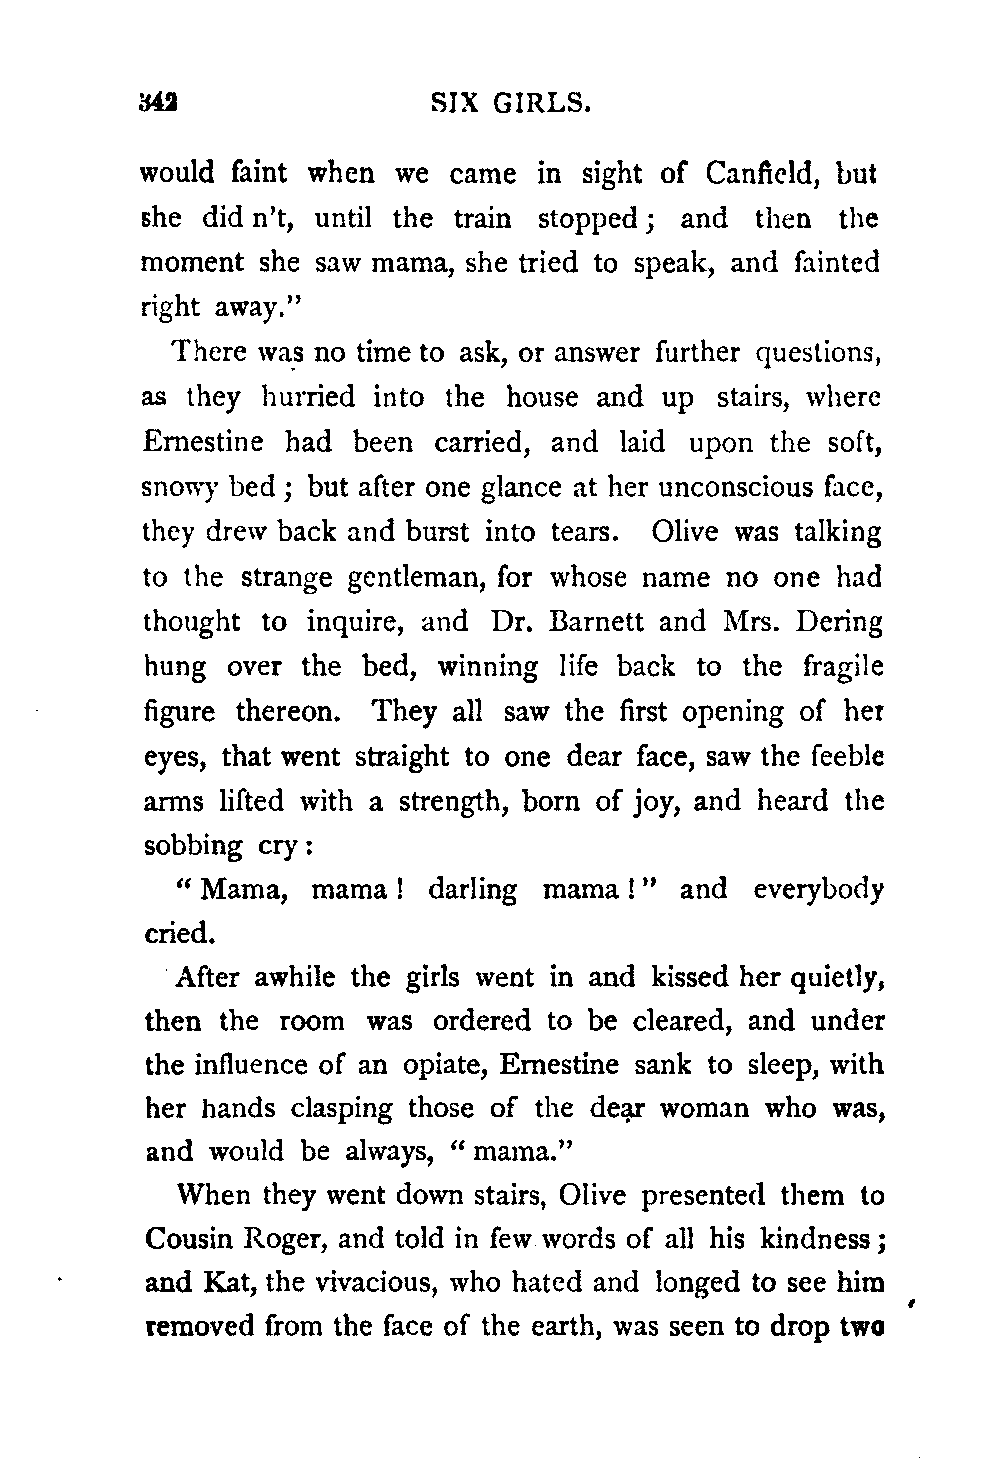 342 SIX GIRLS.
would faint when we came in sight of Canfield, but
she did n't, until the train stopped; and then the
moment she saw mama, she tried to speak, and fainted
right away."
There was no time to ask, or answer further questions,
as they hurried into the house and up stairs, where
Ernestine had been carried, and laid upon the soft,
snowy bed; but after one glance at her unconscious face,
they drew back and burst into tears. Olive was talking
to the strange gentleman, for whose name no one had
thought to inquire, and Dr. Barnett and Mrs. Dering
hung over the bed, winning life back to the fragile
figure thereon. They all saw the first opening of her
eyes, that went straight to one dear face, saw the feeble
arms lifted with a strength, born of joy, and heard the
sobbing cry:
"Mama, mama! darling mama!" and everybody
cried.
After awhile the girls went in and kissed her quietly,
then the room was ordered to be cleared, and under
the influence of an opiate, Ernestine sank to sleep, with
her hands clasping those of the dear woman who was,
and would be always, "mama."
When they went down stairs, Olive presented them to
Cousin Roger, and told in few words of all his kindness;
and Kat, the vivacious, who hated and longed to see him
removed from the face of the earth, was seen to drop two